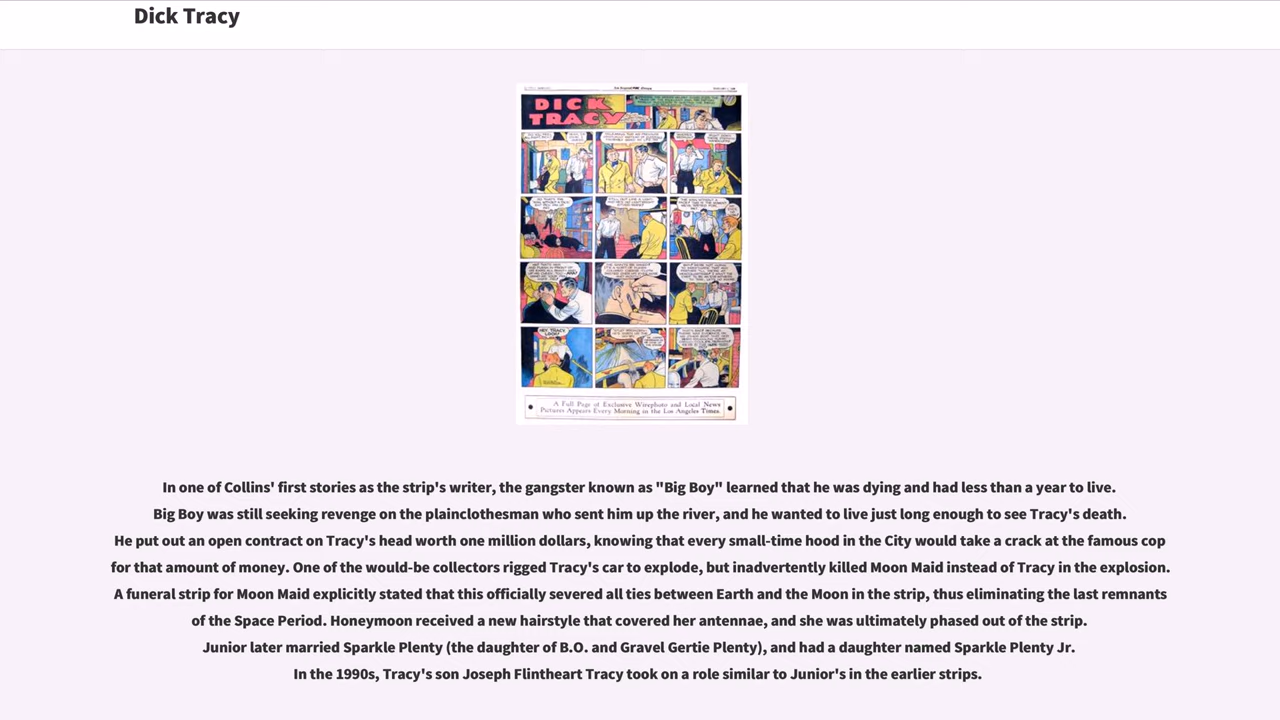 Dick Tracy
DICK
TRACY
A Full Page of Exclusive Wirephoto and Local News
Pictures Appears Every Morning in the Los Angeles Times
In one of Collins' first stories as the strip's writer, the gangster known as "Big Boy" learned that he was dying and had less than a year to live.
Big Boy was still seeking revenge on the plainclothesman who sent him up the river, and he wanted to live just long enough to see Tracy's death.
He put out an open contract on Tracy's head worth one million dollars, knowing that every small-time hood in the City would take a crack at the famous cop
for that amount of money. One of the would-be collectors rigged Tracy's car to explode, but inadvertently killed Moon Maid instead of Tracy in the explosion.
A funeral strip for Moon Maid explicitly stated that this officially severed all ties between Earth and the Moon in the strip, thus eliminating the last remnants
of the Space Period. Honeymoon received a new hairstyle that covered her antennae, and she was ultimately phased out of the strip.
Junior later married Sparkle Plenty (the daughter of B.O. and Gravel Gertie Plenty), and had a daughter named Sparkle Plenty Jr.
In the 1990s, Tracy's son Joseph Flintheart Tracy took on a role similar to Junior's in the earlier strips.